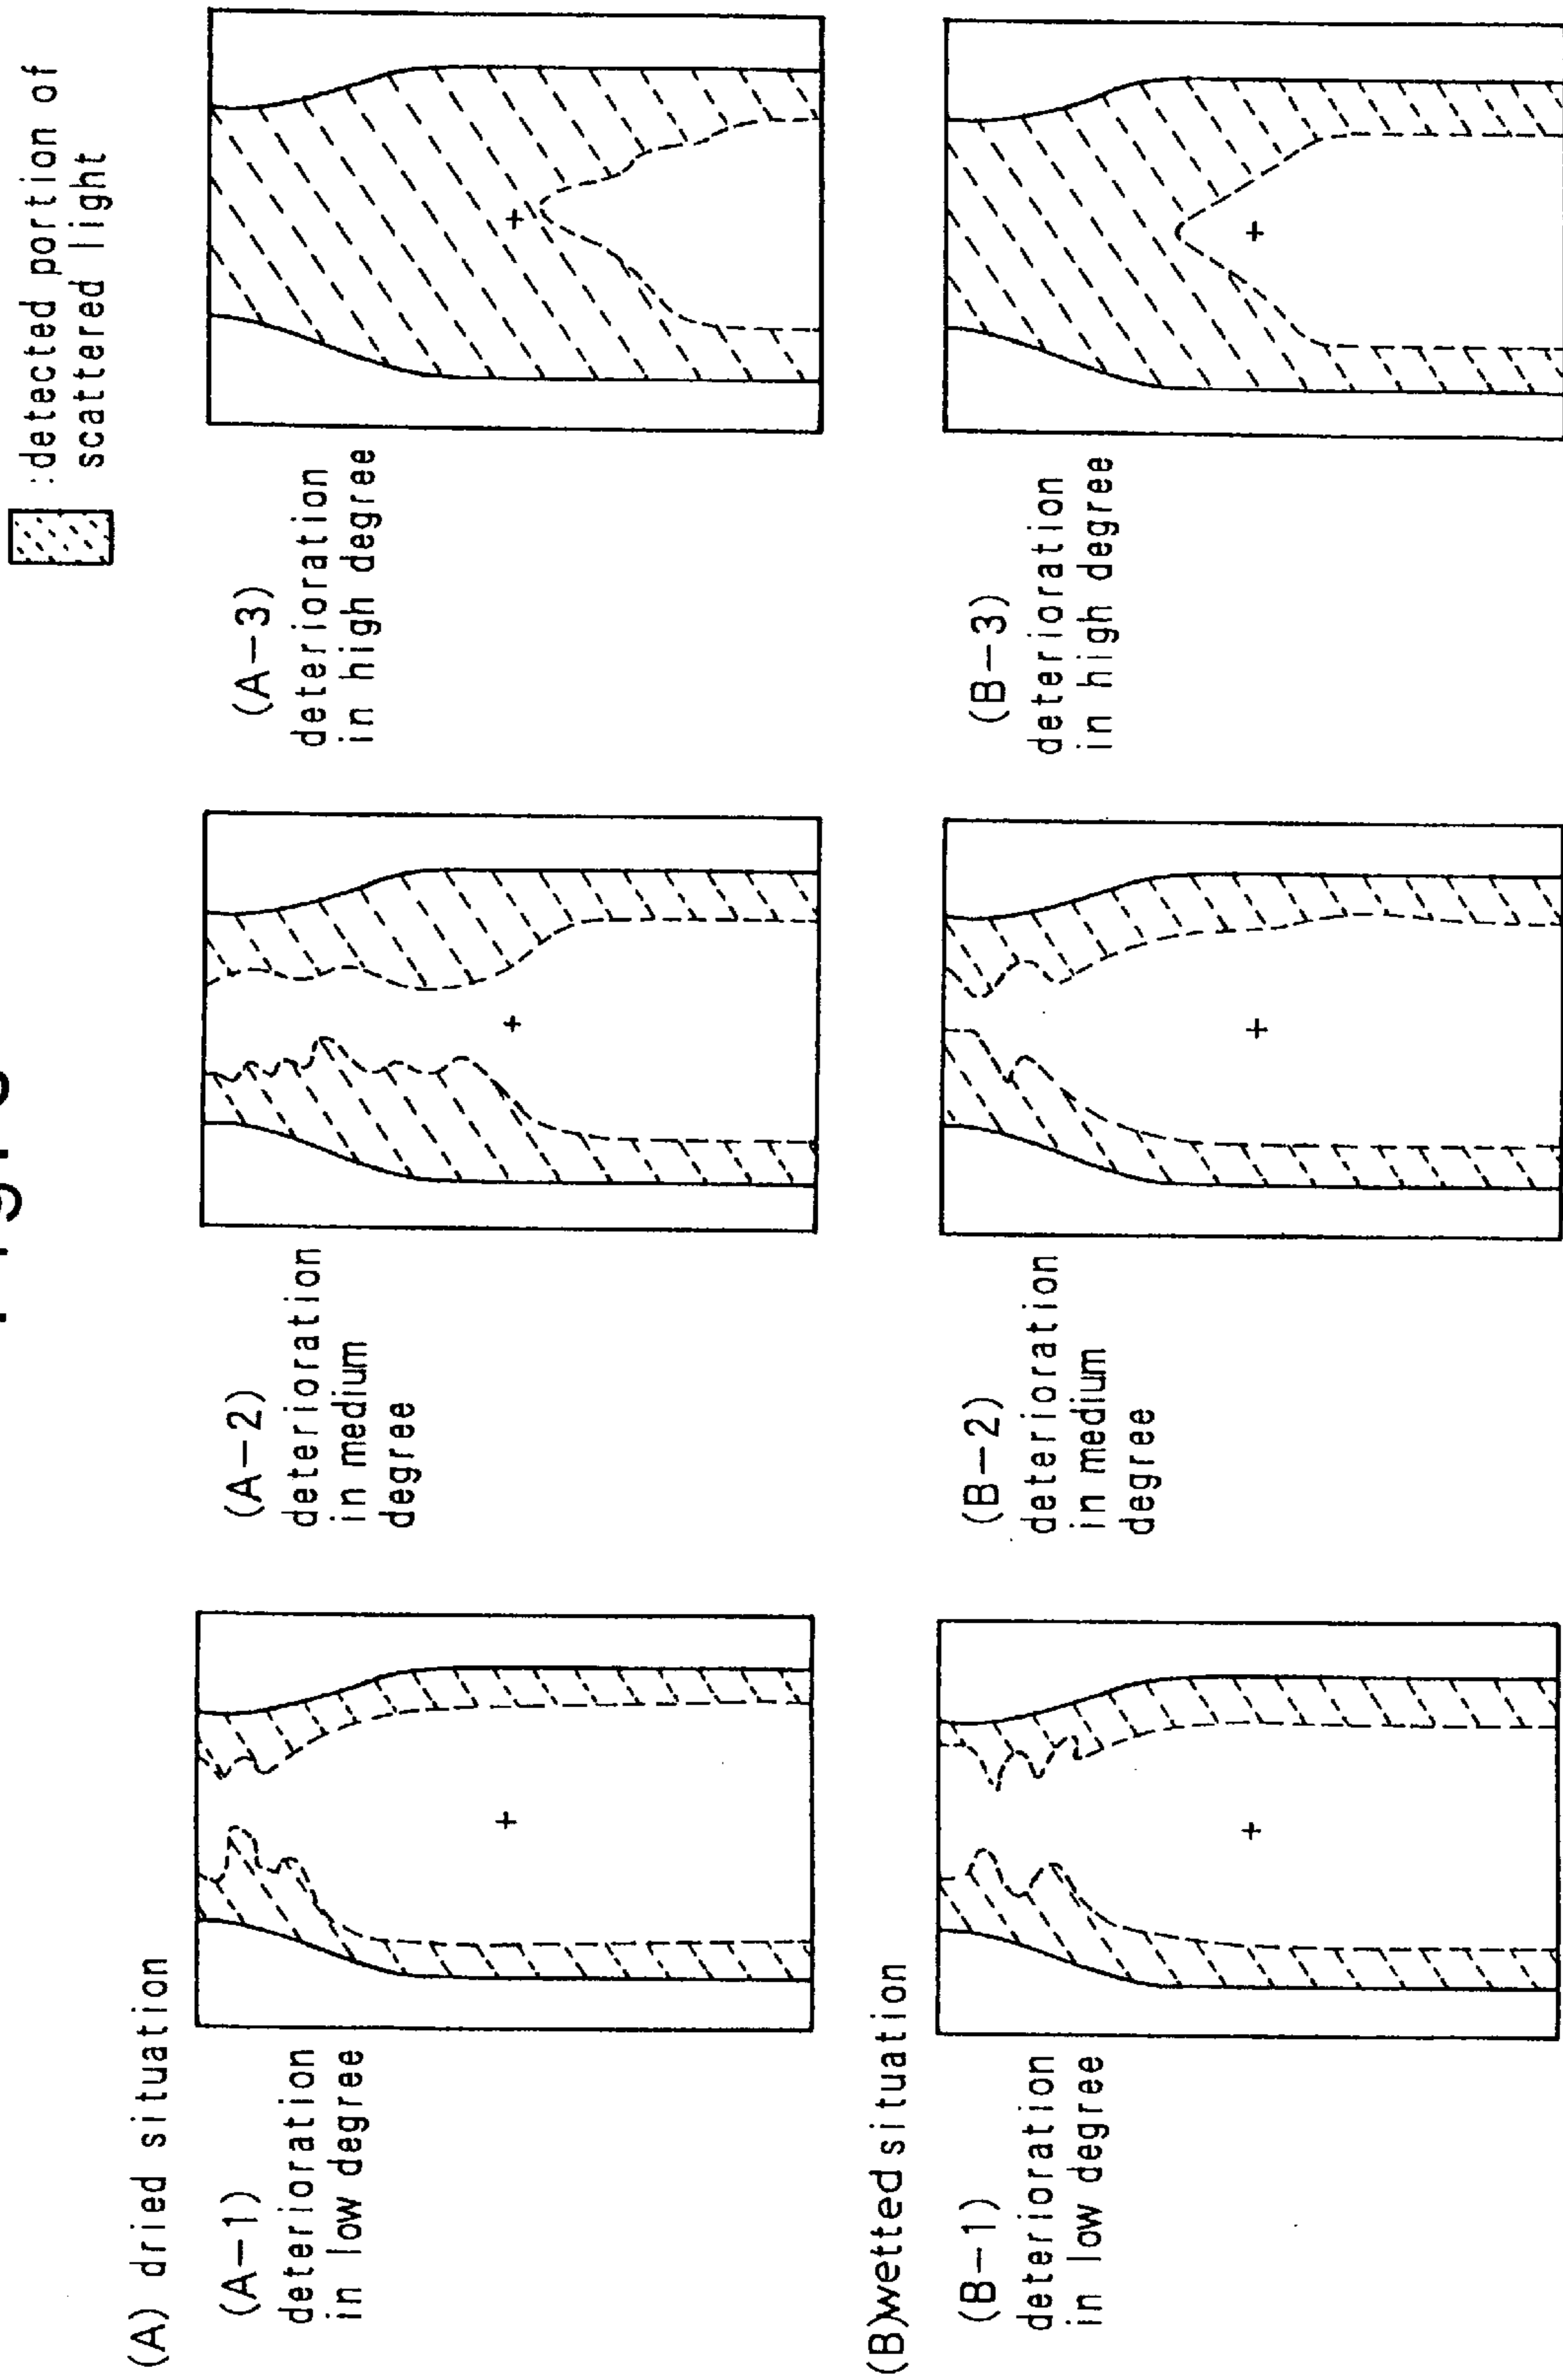 :detected portion of
scattered light
(A) dried situation
(A-1)
deterioration
in low degree
(A-2)
deterioration
in medium
degree
(A-3)
deterioration
in high degree
(B)wetted situation
(B-1)
deterioration
in low degree
(B-2)
deterioration
in medium
degree
(B-3)
deterioration
in high degree